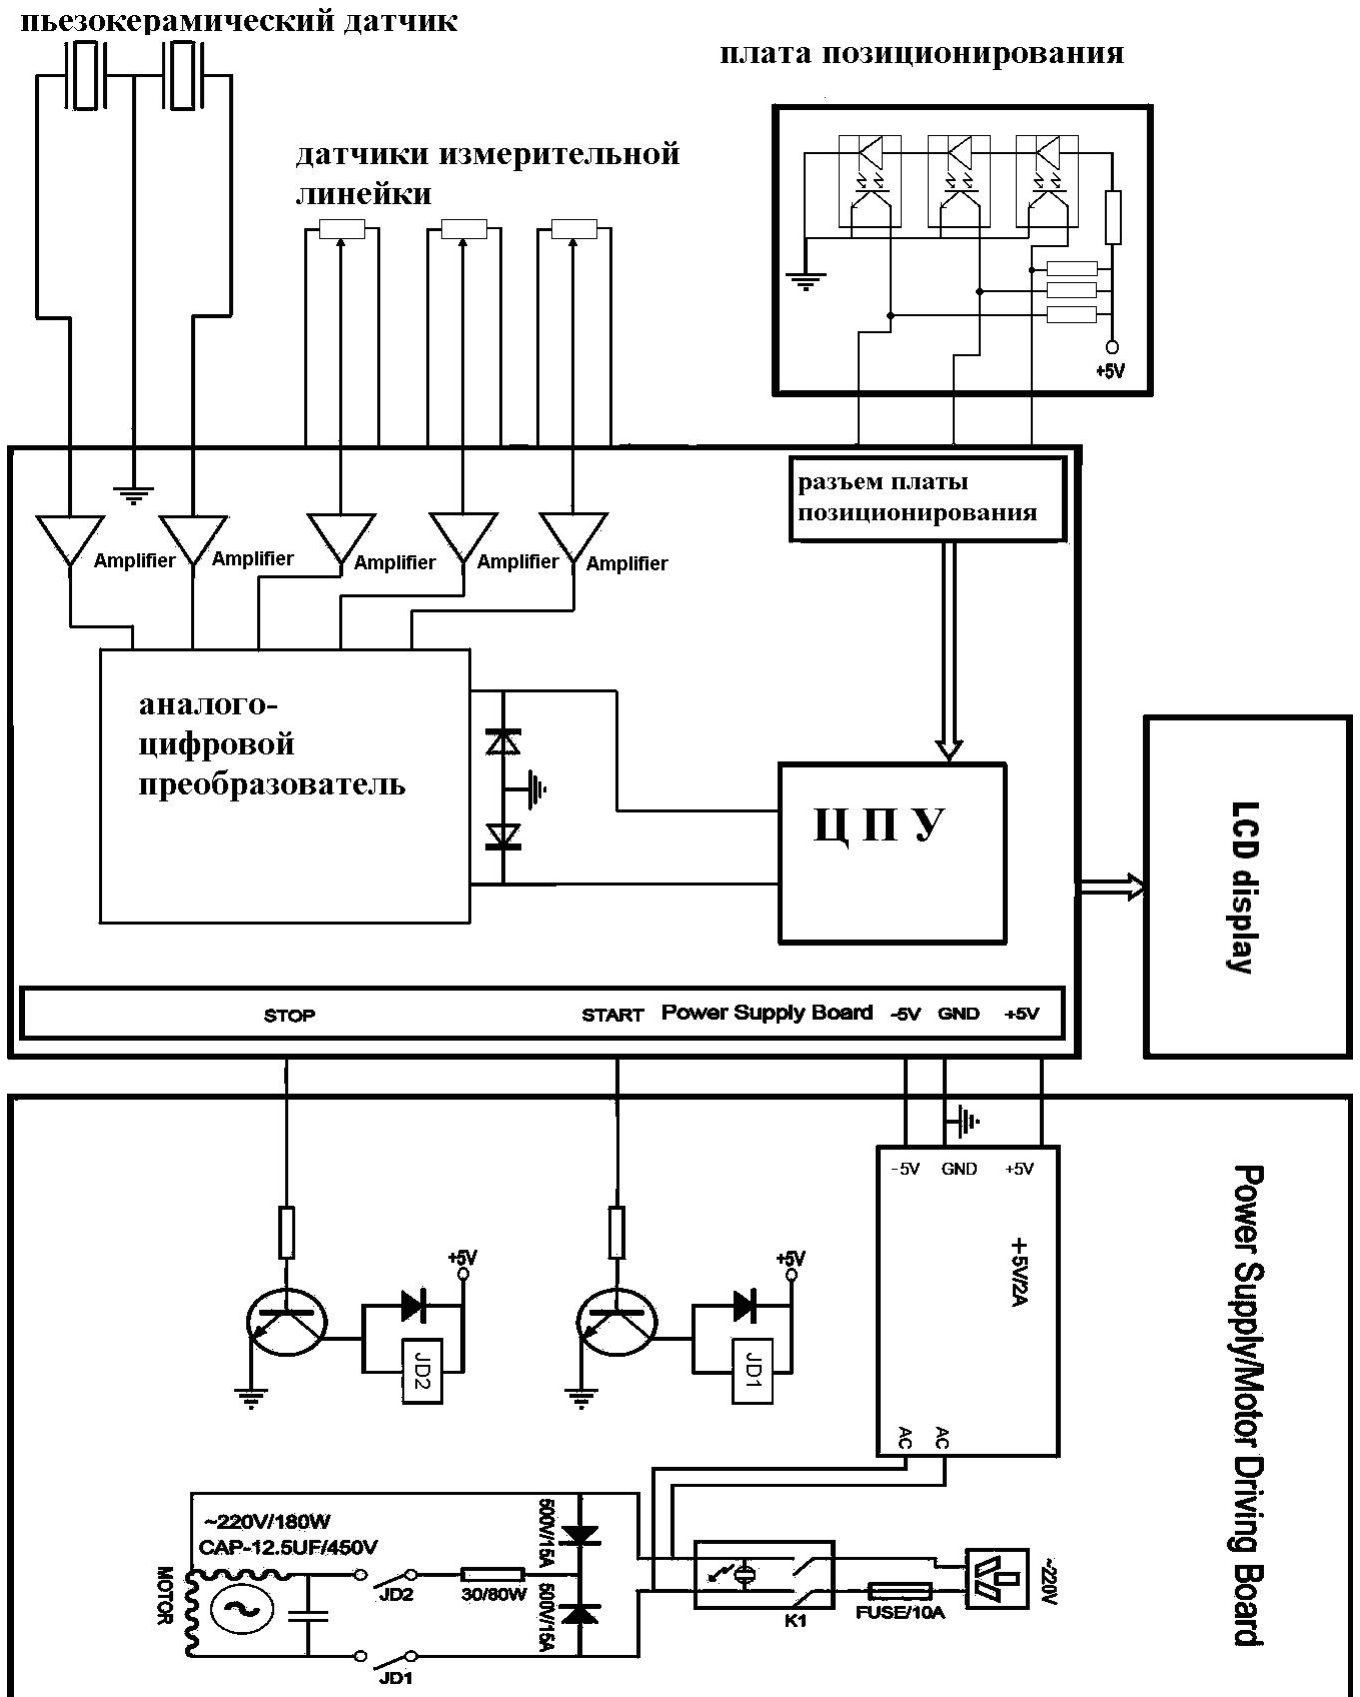 пьезокерамический датчик
плата позиционирования
датчики измерительной
линейки
+5V
разъем платы
позиционирования
Amplifier
Amplifier
Amplifier
Amplifier
Amplifier
аналого-
цифровой
преобразователь
Ц П У
LCD display
STOP
START
Power Supply Board
-5V
GND
+5V
-5V
GND
+5V
+5V/2A
AC
AC
Power Supply/Motor Driving Board
+5V
JD2
+5V
JD1
~220V/180W
CAP-12.5UF/450V
MOTOR
JD2
30/80W
500V/15A
500V/15A
JD1
K1
FUSE/10A
~220V